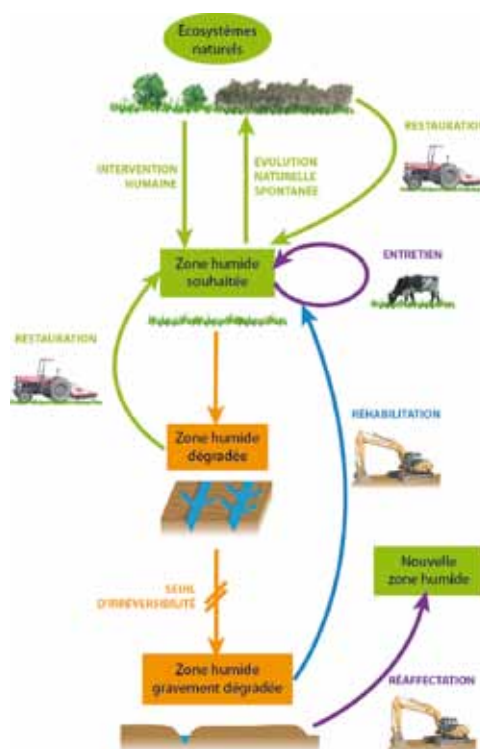 Écosystèmes
naturels
RESTAURATION
INTERVENTION
HUMAINE
EVOLUTION
NATURELLE
SPONTANÉE
Zone humide
souhaitée
ENTRETIEN
RESTAURATION
RÉHABILITATION
Zone humide
dégradée
Nouvelle
zone humide
SEUIL
D'IRRÉVERSIBILITÉ
Zone humide
gravement dégradée
RÉAFFECTATION